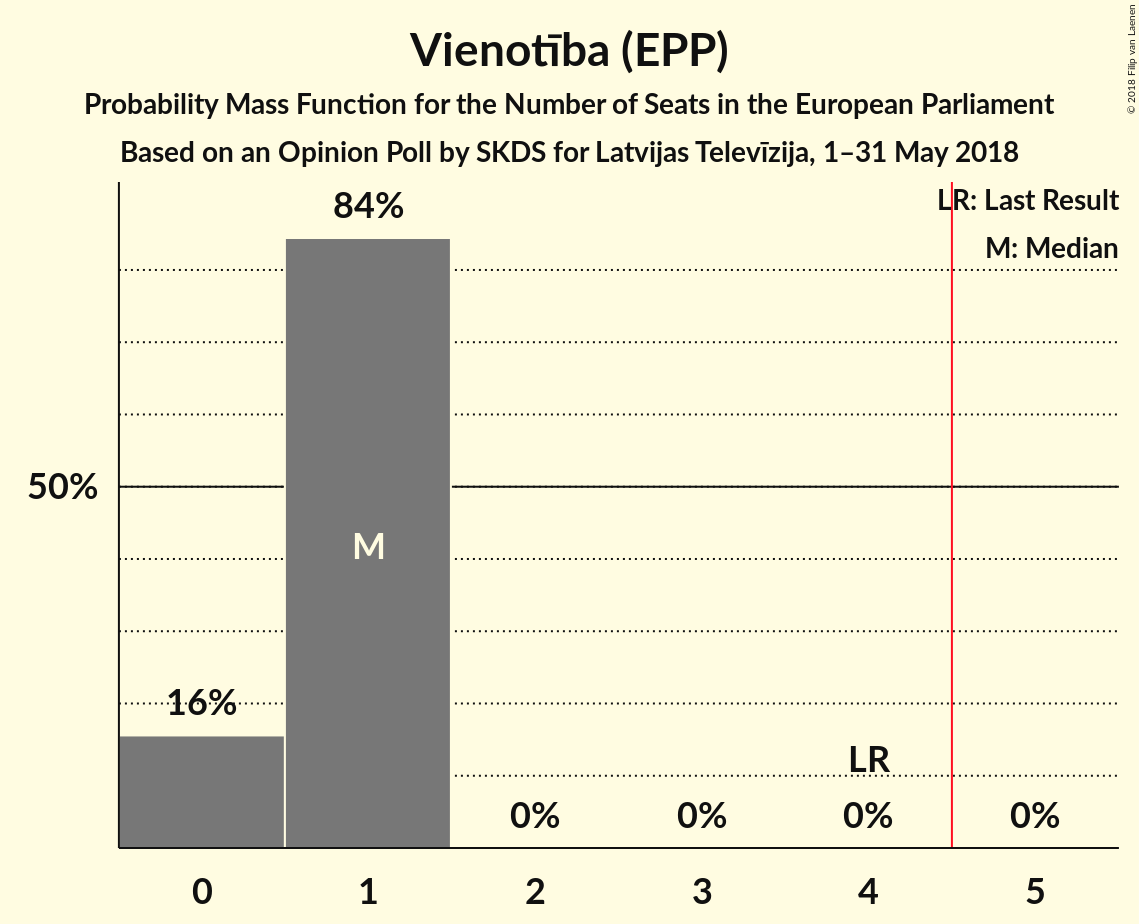 Vienotība (EPP)
Probability Mass Function for the Number of Seats in the European Parliament
Based on an Opinion Poll by SKDS for Latvijas Televīzija, 1–31 May 2018
© 2018 Filip van Laenen
LR: Last Result
M: Median
84%
50%
M
16%
LR
0% 0% 0% 0%
0 1 2 3 4 5